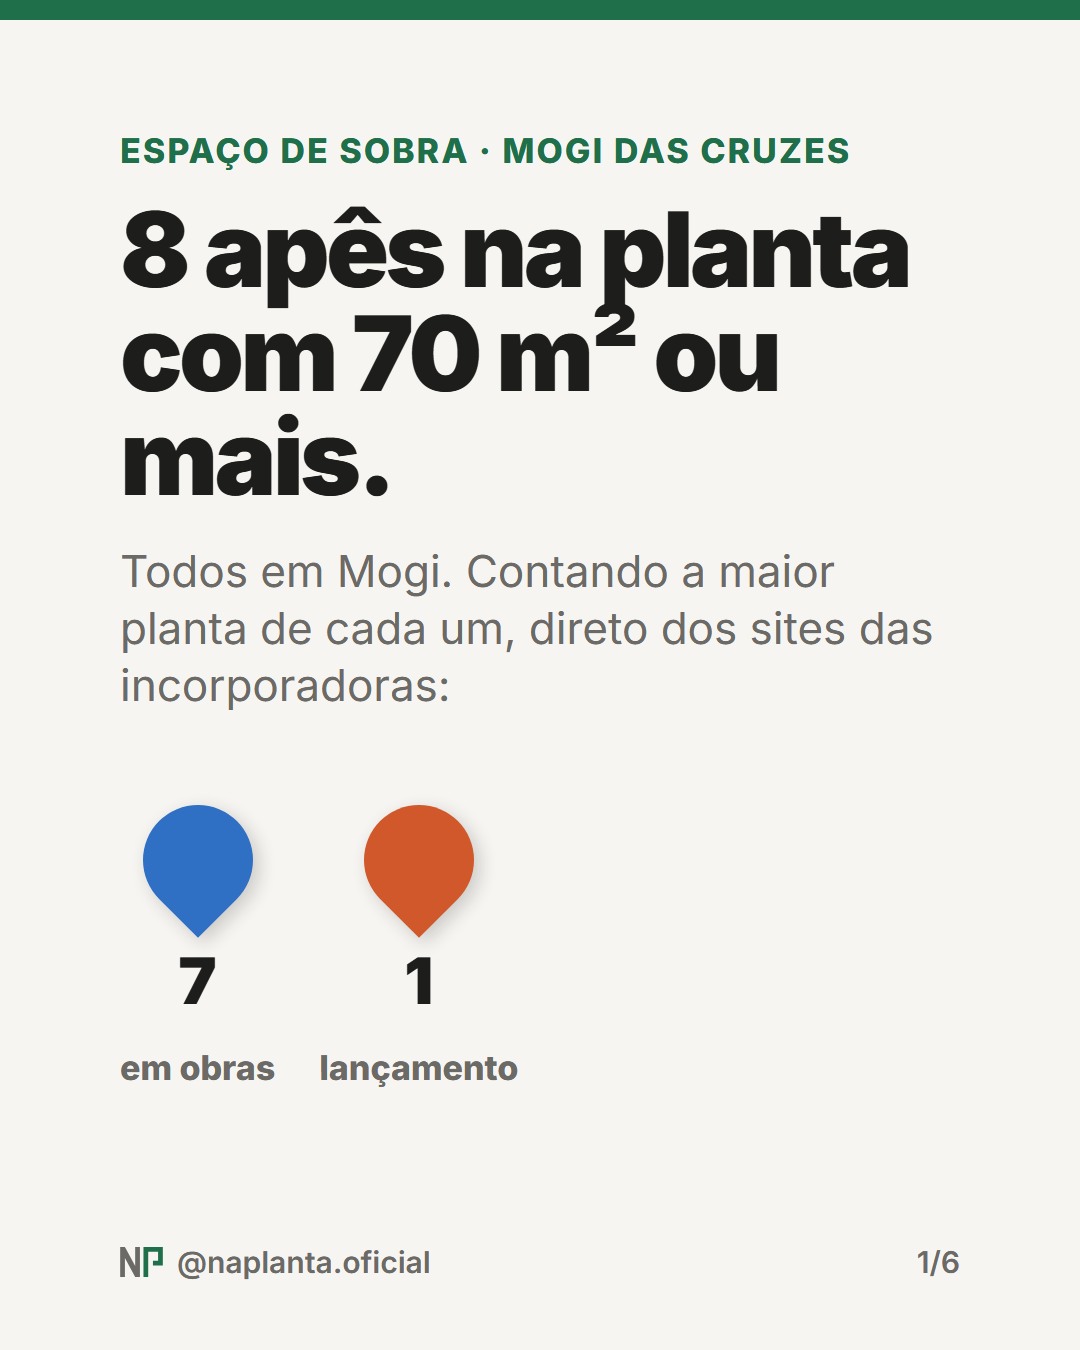 ESPAÇO DE SOBRA · MOGI DAS CRUZES
8 apês na planta
com 70 m² ou
mais.
Todos em Mogi. Contando a maior
planta de cada um, direto dos sites das
incorporadoras:
7 1
em obras lançamento
NP @naplanta.oficial 1/6